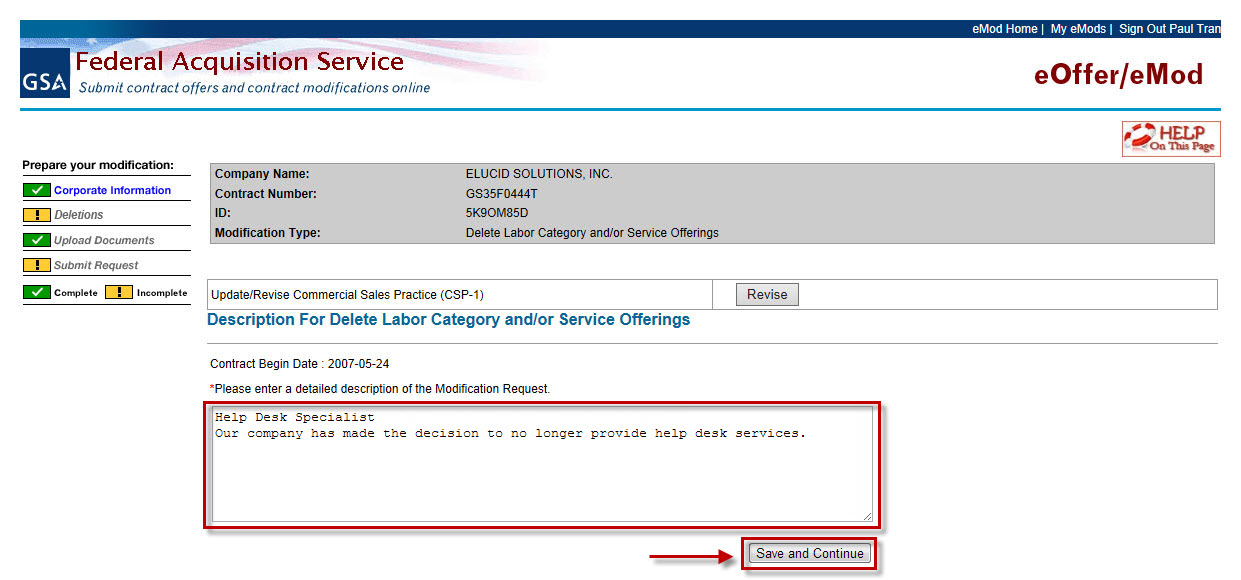 eMod Home | My eMods | Sign Out Paul Tran
GSA
Federal Acquisition Service
Submit contract offers and contract modifications online
eOffer/eMod
HELP
On This Page
Prepare your modification:
Corporate Information
Deletions
Upload Documents
Submit Request
Complete ! Incomplete
Company Name: ELUCID SOLUTIONS, INC.
Contract Number: GS35F0444T
ID: 5K9OM85D
Modification Type: Delete Labor Category and/or Service Offerings
Update/Revise Commercial Sales Practice (CSP-1) Revise
Description For Delete Labor Category and/or Service Offerings
Contract Begin Date : 2007-05-24
*Please enter a detailed description of the Modification Request.
Help Desk Specialist
Our company has made the decision to no longer provide help desk services.
Save and Continue